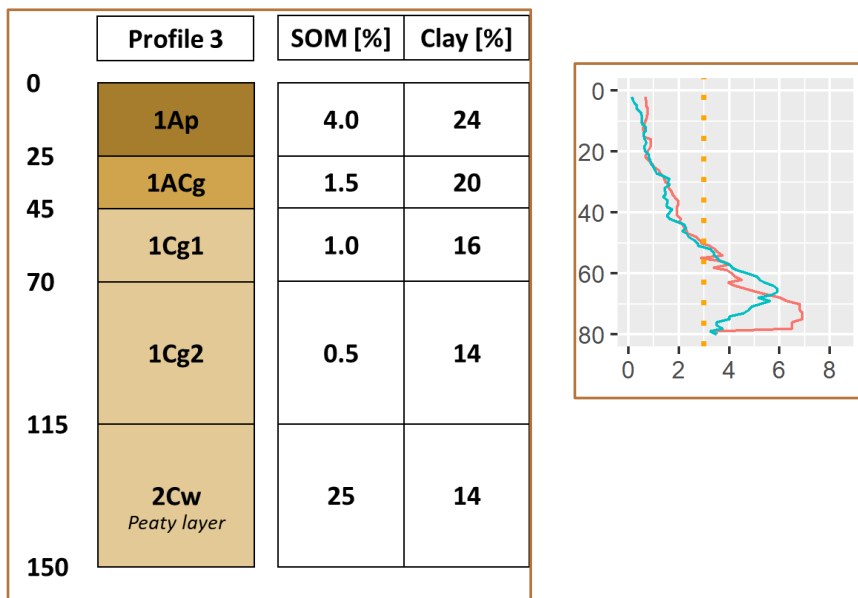 Profile 3 SOM [%] Clay [%]
0
1Ap 4.0 24
25
1ACg 1.5 20
45
1Cg1 1.0 16
70
1Cg2 0.5 14
115
2Cw 25 14
Peaty layer
150
0
20
40
60
80
0 2 4 6 8